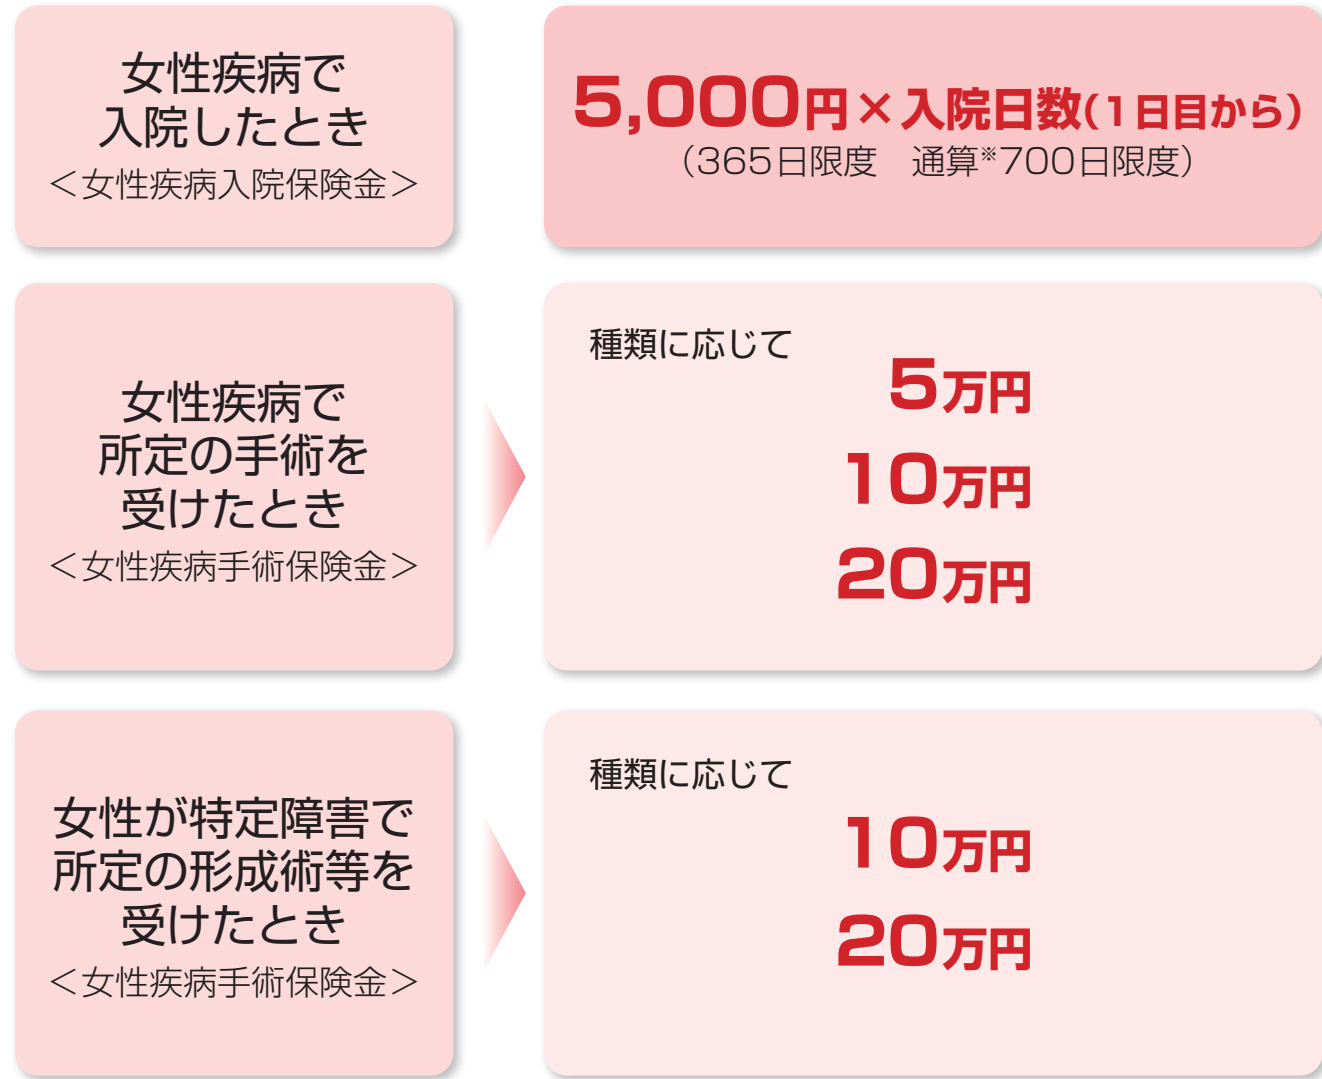 女性疾病で
入院したとき
＜女性疾病入院保険金＞
5,000円×入院日数(1日目から)
（365日限度　通算※700日限度）
女性疾病で
所定の手術を
受けたとき
＜女性疾病手術保険金＞
種類に応じて
5万円
10万円
20万円
女性が特定障害で
所定の形成術等を
受けたとき
＜女性疾病手術保険金＞
種類に応じて
10万円
20万円